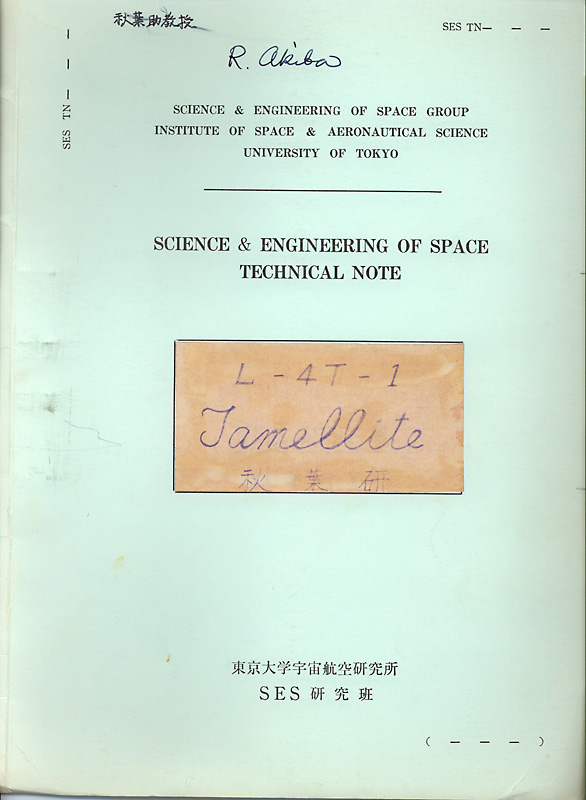 秋葉助教授
SES TN— — —
R. Akiba
SES TN— — —
SCIENCE & ENGINEERING OF SPACE GROUP
INSTITUTE OF SPACE & AERONAUTICAL SCIENCE
UNIVERSITY OF TOKYO
SCIENCE & ENGINEERING OF SPACE
TECHNICAL NOTE
L - 4T - 1
Tamellite
秋葉研
東京大学宇宙航空研究所
SES 研究班
( — — — )